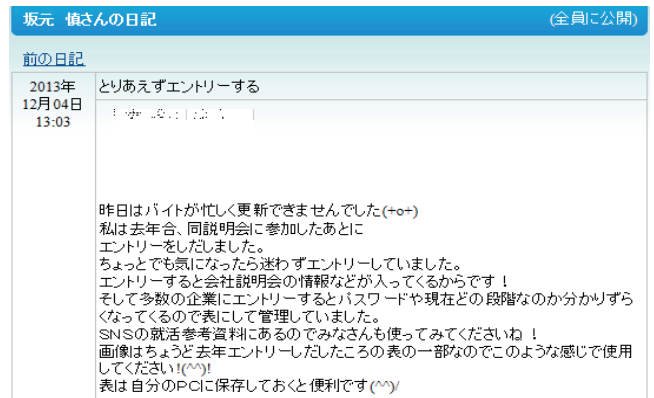 坂元 慎さんの日記
(全員に公開)
前の日記
2013年
12月04日
13:03
とりあえずエントリーする
昨日はバイトが忙しく更新できませんでした(+o+)
私は去年合、同説明会に参加したあとに
エントリーをしだしました。
ちょっとでも気になったら迷わずエントリーしていました。
エントリーすると会社説明会の情報などが入ってくるからです！
そして多数の企業にエントリーするとパスワードや現在どの段階なのか分かりずら
くなってくるので表にして管理していました。
SNSの就活参考資料にあるのでみなさんも使ってみてくださいね！
画像はちょうど去年エントリーしだしたころの表の一部なのでこのような感じで使用
してください!(^^)!
表は自分のPCに保存しておくと便利です(^^)/